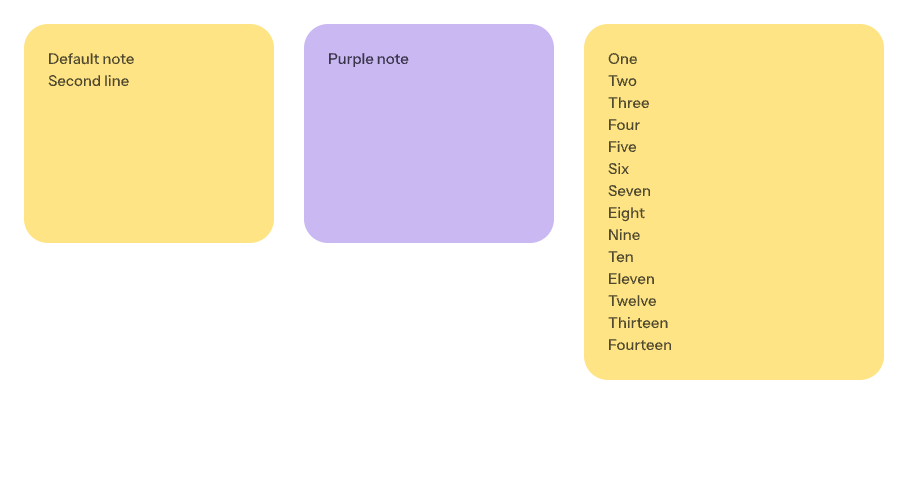 Default note
Second line
Purple note
One
Two
Three
Four
Five
Six
Seven
Eight
Nine
Ten
Eleven
Twelve
Thirteen
Fourteen